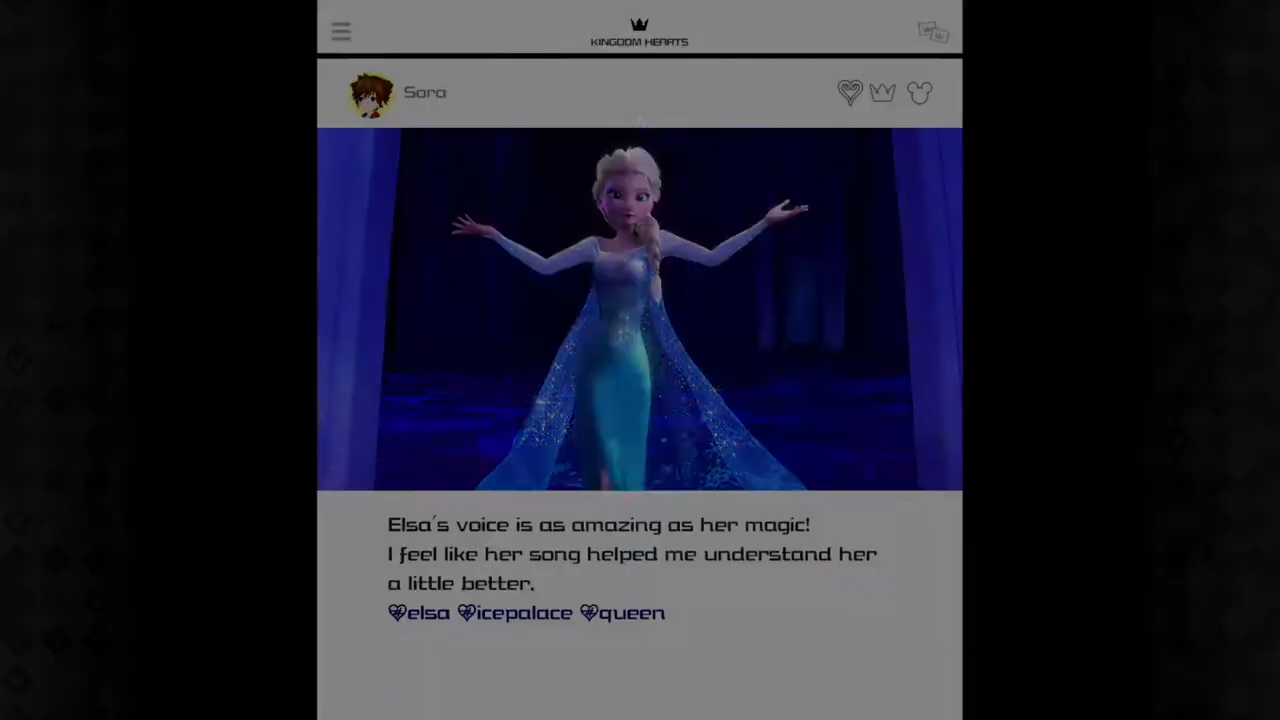 KINGDOM HEARTS
Sora
Elsa's voice is as amazing as her magic!
I feel like her song helped me understand her
a little better.
elsa icepalace queen